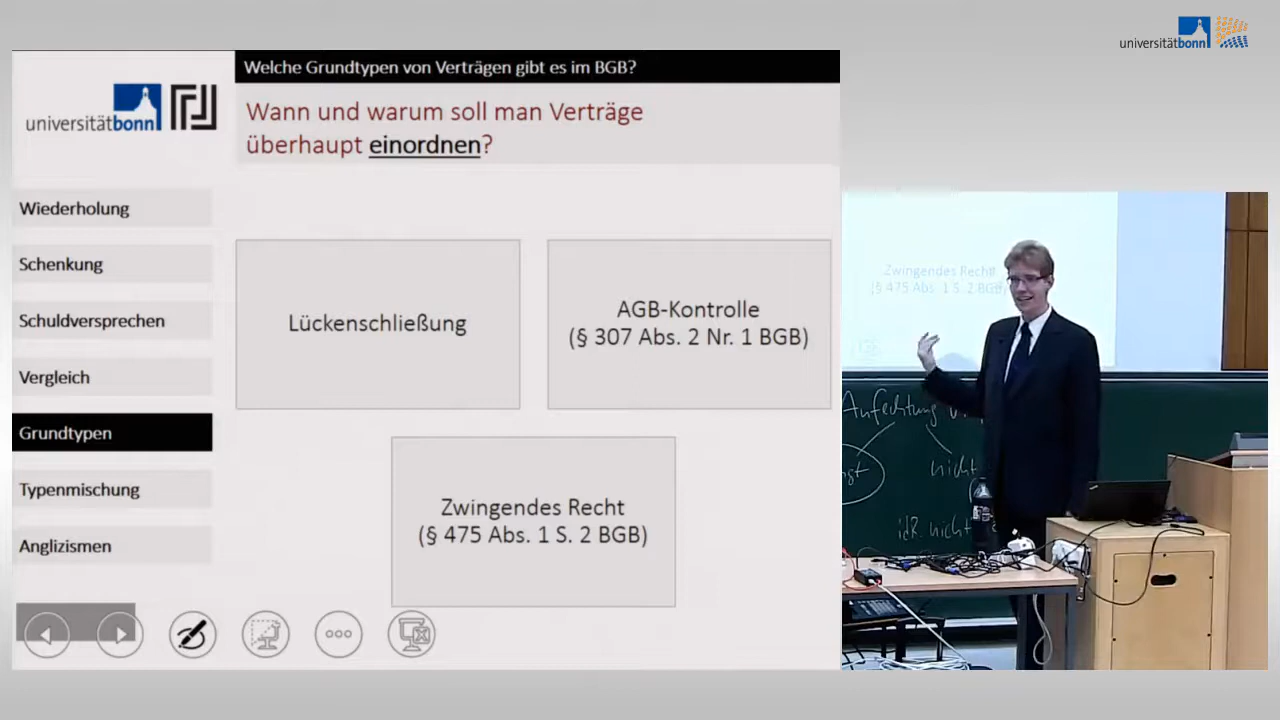 universitätbonn
Welche Grundtypen von Verträgen gibt es im BGB?
universitätbonn
Wann und warum soll man Verträge
überhaupt einordnen?
Wiederholung
Schenkung
Schuldversprechen
Vergleich
Grundtypen
Typenmischung
Anglizismen
Lückenschließung
AGB-Kontrolle
(§ 307 Abs. 2 Nr. 1 BGB)
Zwingendes Recht
(§ 475 Abs. 1 S. 2 BGB)
Zwingendes Recht
(§ 475 Abs. 1 S. 2 BGB)
Anfechtung
nicht
idR. nicht